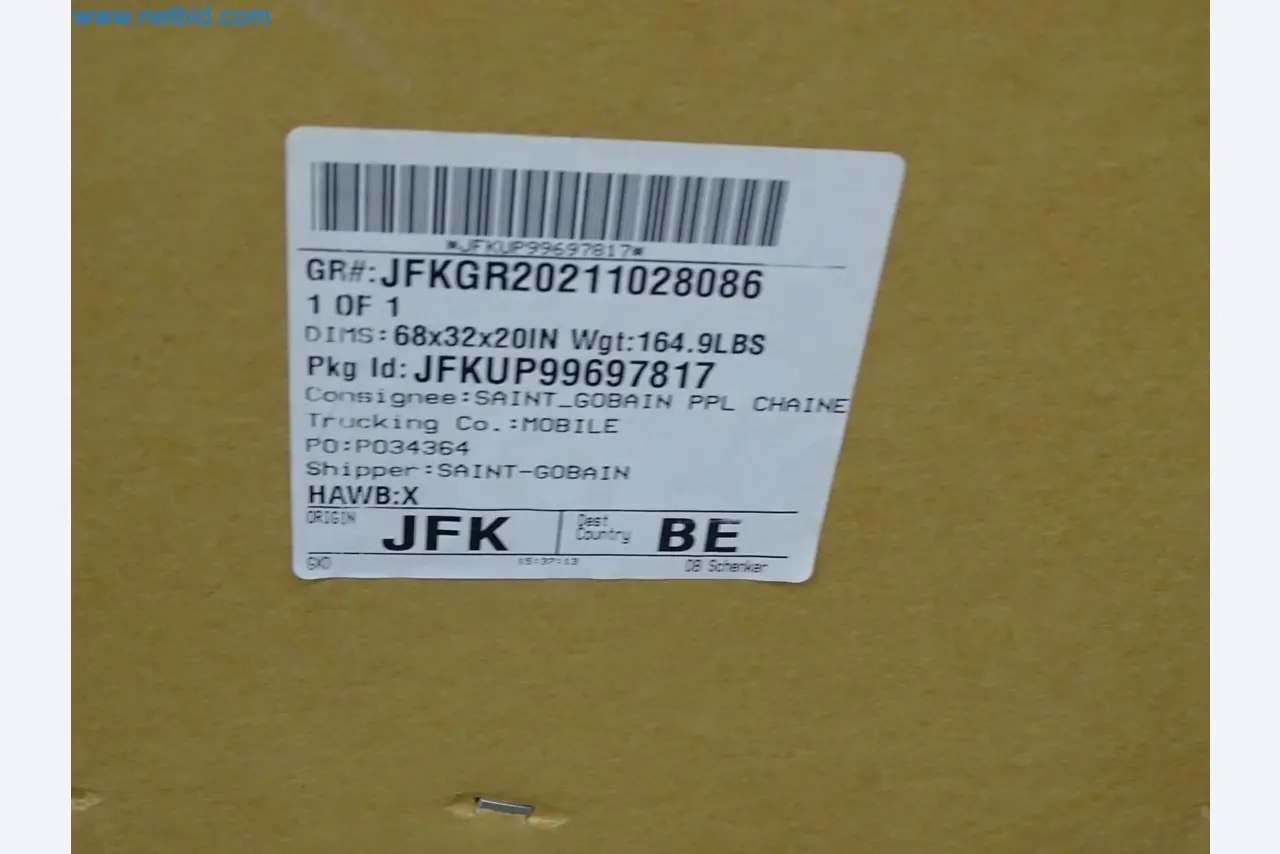 www.netbid.com
*JFKUP99697817*
GR#:JFKGR20211028086
1 OF 1
DIMS:68x32x20IN Wgt:164.9LBS
Pkg Id:JFKUP99697817
Consignee:SAINT_GOBAIN PPL CHAINE
Trucking Co.:MOBILE
PO:PO34364
Shipper:SAINT-GOBAIN
HAWB:X
ORIGIN JFK Dest Country BE
GXD 15:37:13 DB Schenker